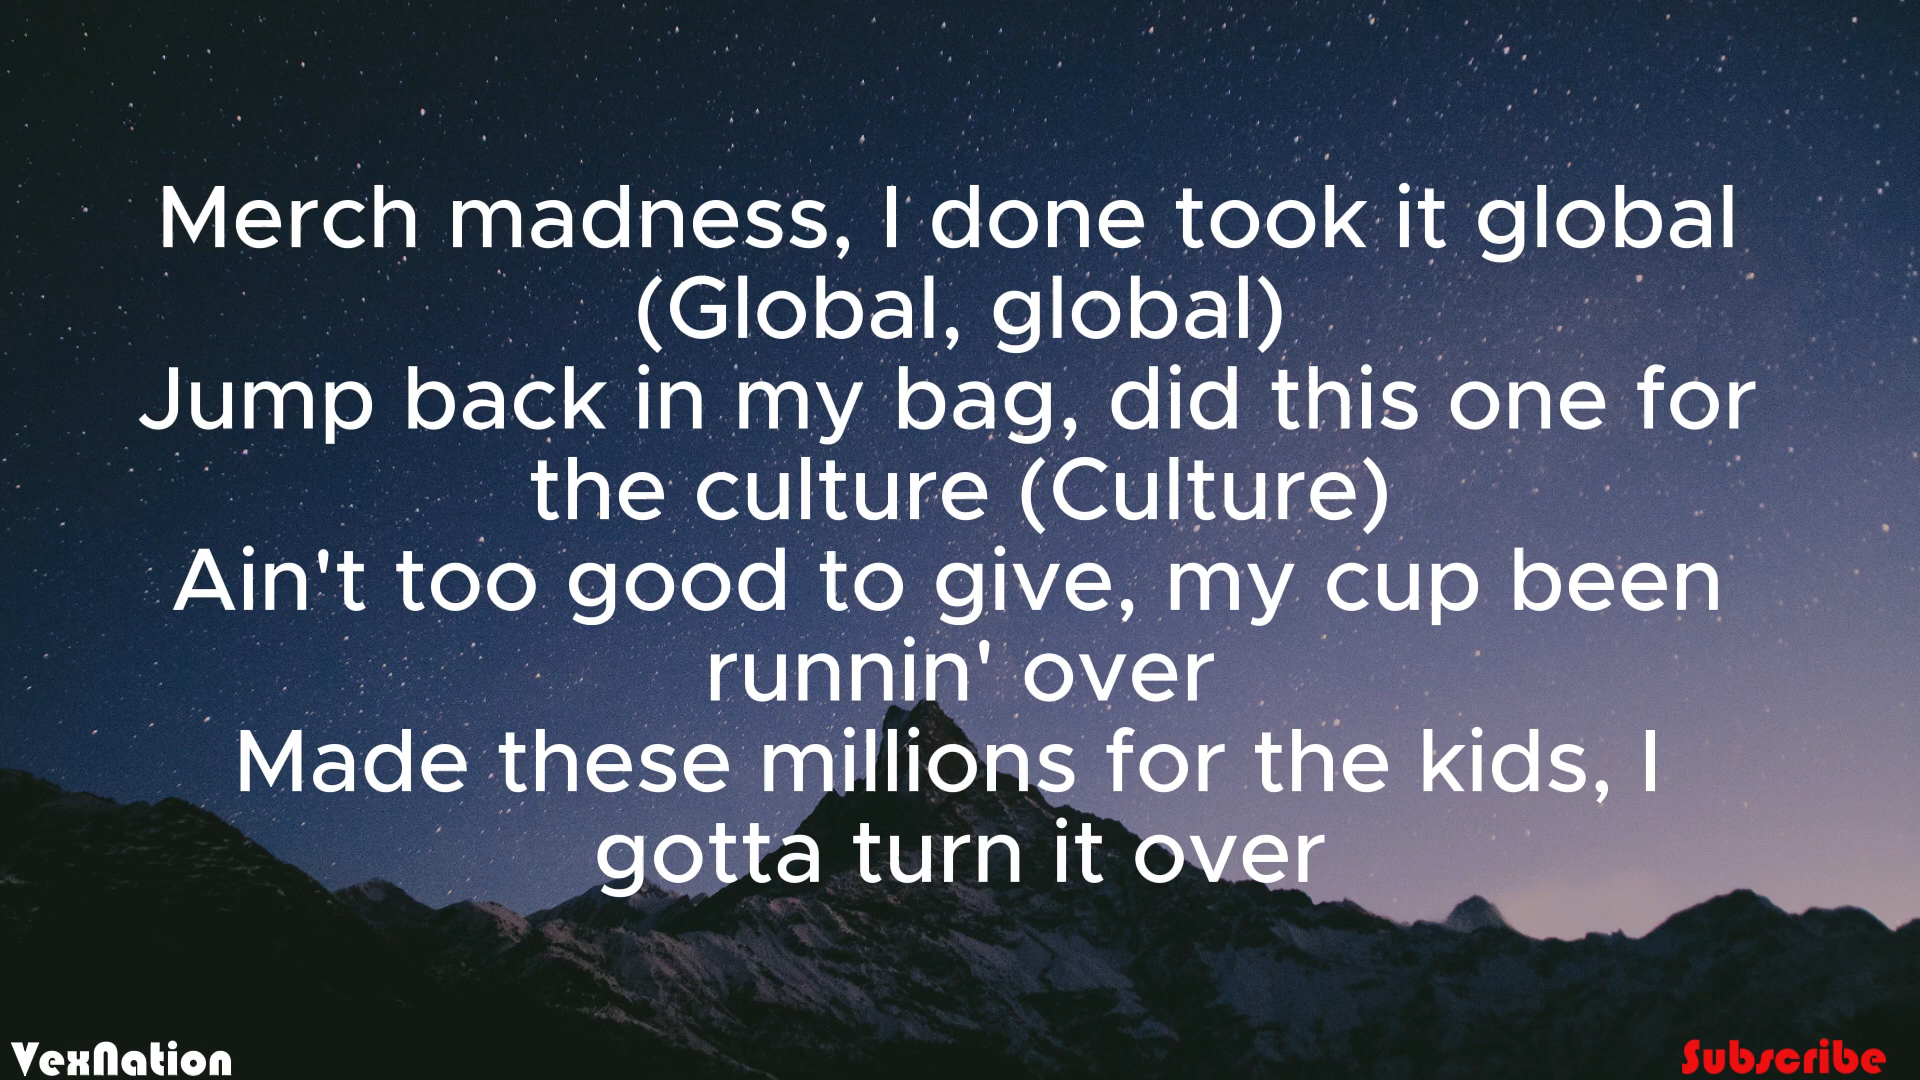 Merch madness, I done took it global
(Global, global)
Jump back in my bag, did this one for
the culture (Culture)
Ain't too good to give, my cup been
runnin' over
Made these millions for the kids, I
gotta turn it over
VexNation
Subscribe